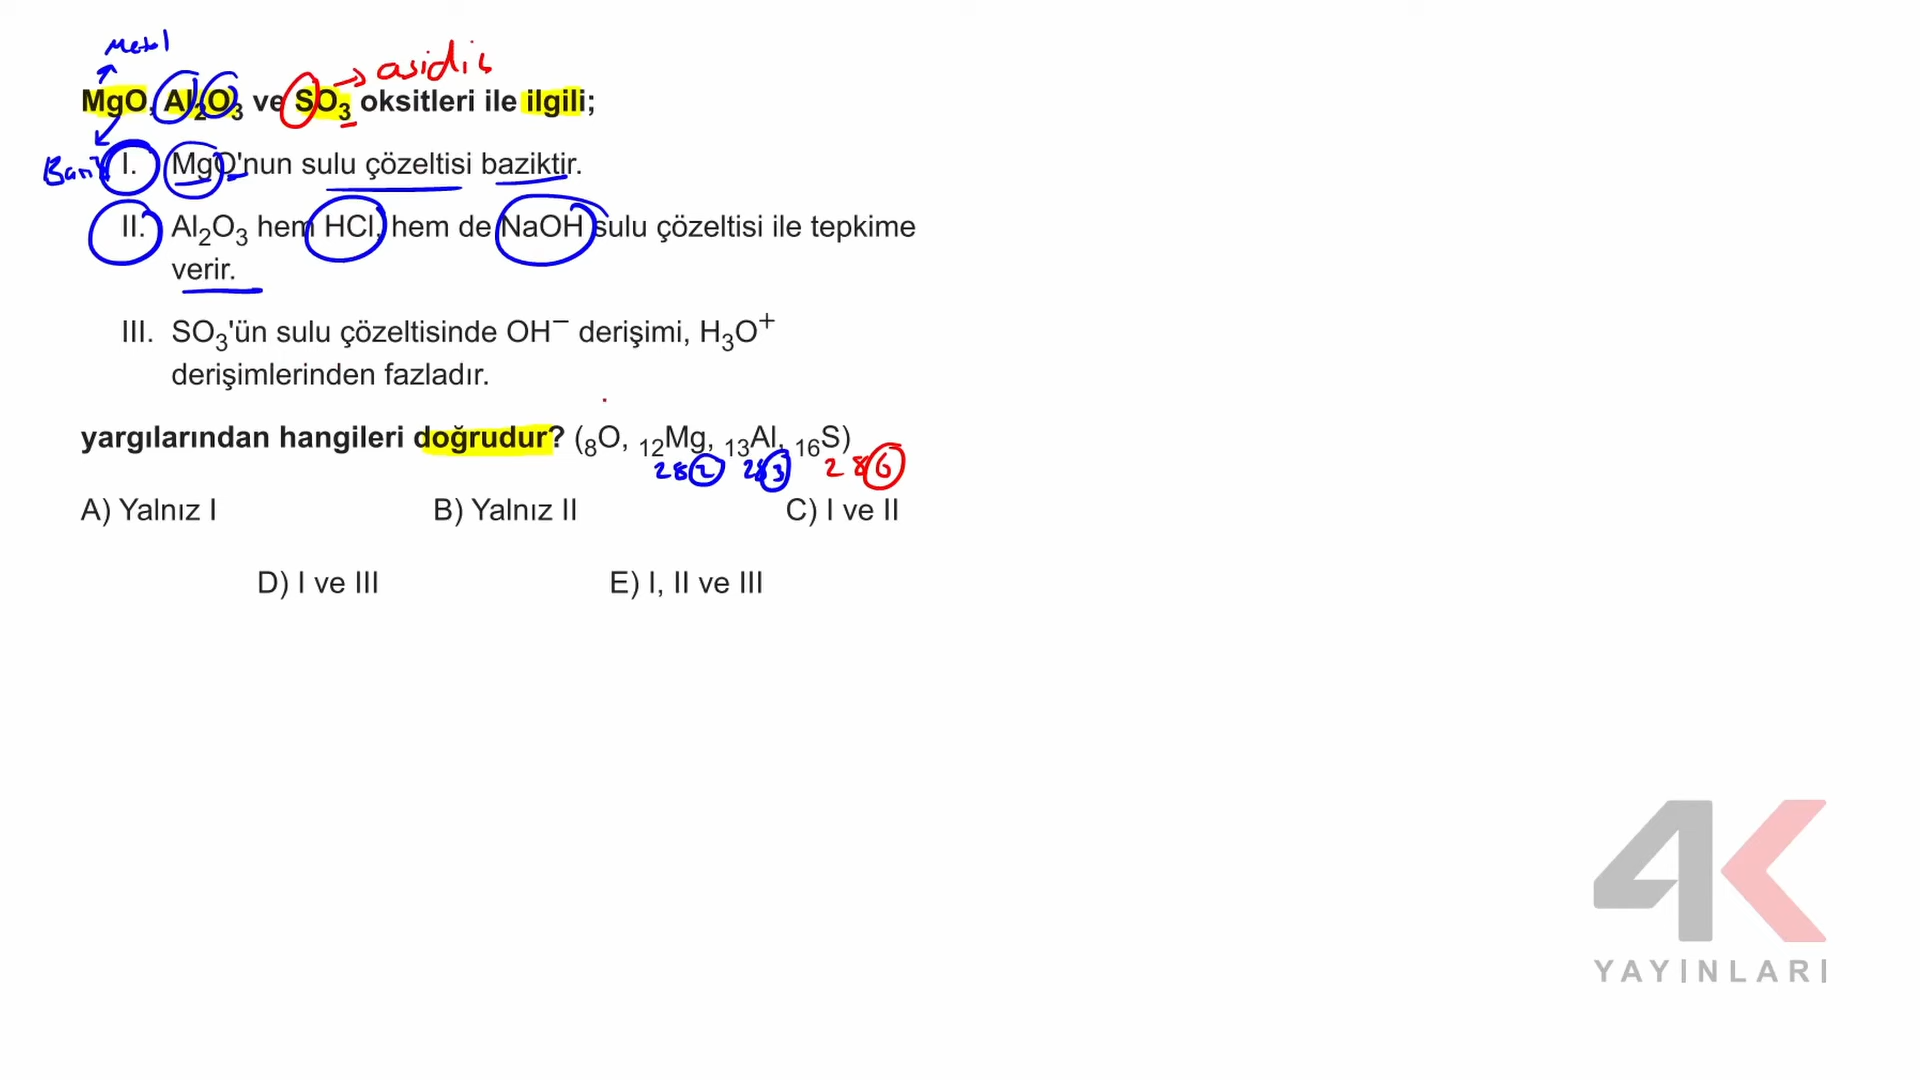 Metal
asidik
MgO, Al₂O₃ ve SO₃ oksitleri ile ilgili;
I. MgO'nun sulu çözeltisi baziktir.
II. Al₂O₃ hem HCl, hem de NaOH sulu çözeltisi ile tepkime
verir.
III. SO₃'ün sulu çözeltisinde OH⁻ derişimi, H₃O⁺
derişimlerinden fazladır.
yargılarından hangileri doğrudur? (₈O, ₁₂Mg, ₁₃Al, ₁₆S)
2 8 2 2 8 3 2 8 6
A) Yalnız I B) Yalnız II C) I ve II
D) I ve III E) I, II ve III
4K
YAYINLARI